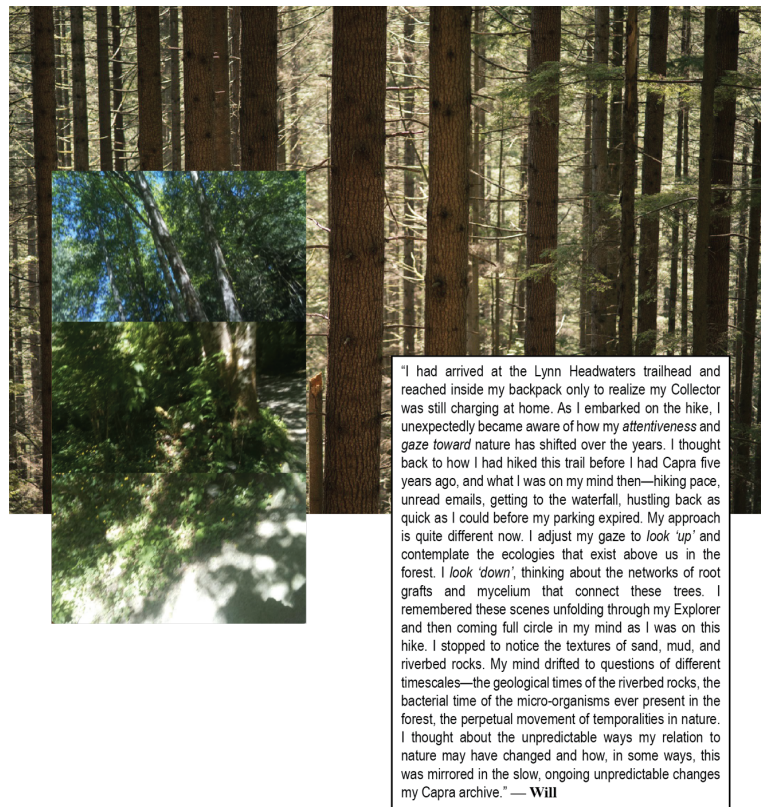 “I had arrived at the Lynn Headwaters trailhead and
reached inside my backpack only to realize my Collector
was still charging at home. As I embarked on the hike, I
unexpectedly became aware of how my attentiveness and
gaze toward nature has shifted over the years. I thought
back to how I had hiked this trail before I had Capra five
years ago, and what I was on my mind then—hiking pace,
unread emails, getting to the waterfall, hustling back as
quick as I could before my parking expired. My approach
is quite different now. I adjust my gaze to look ‘up’ and
contemplate the ecologies that exist above us in the
forest. I look ‘down’, thinking about the networks of root
grafts and mycelium that connect these trees. I
remembered these scenes unfolding through my Explorer
and then coming full circle in my mind as I was on this
hike. I stopped to notice the textures of sand, mud, and
riverbed rocks. My mind drifted to questions of different
timescales—the geological times of the riverbed rocks, the
bacterial time of the micro-organisms ever present in the
forest, the perpetual movement of temporalities in nature.
I thought about the unpredictable ways my relation to
nature may have changed and how, in some ways, this
was mirrored in the slow, ongoing unpredictable changes
my Capra archive.” — Will